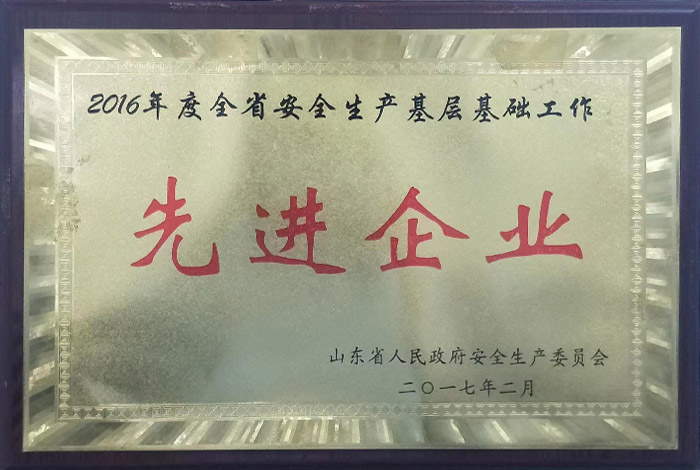 2016年度全省安全生产基层基础工作
先进企业
山东省人民政府安全生产委员会
二〇一七年二月